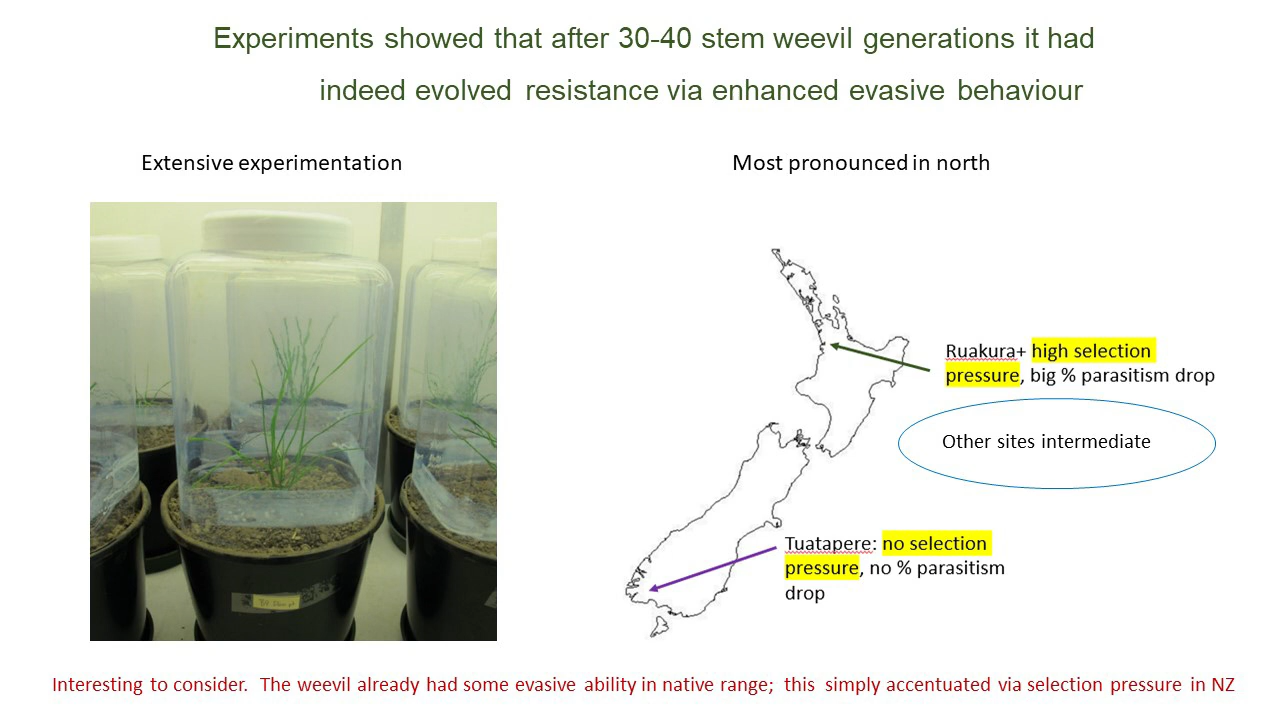 Experiments showed that after 30-40 stem weevil generations it had
indeed evolved resistance via enhanced evasive behaviour
Extensive experimentation
Most pronounced in north
Ruakura+ high selection
pressure, big % parasitism drop
Other sites intermediate
Tuatapere: no selection
pressure, no % parasitism
drop
Interesting to consider. The weevil already had some evasive ability in native range; this simply accentuated via selection pressure in NZ